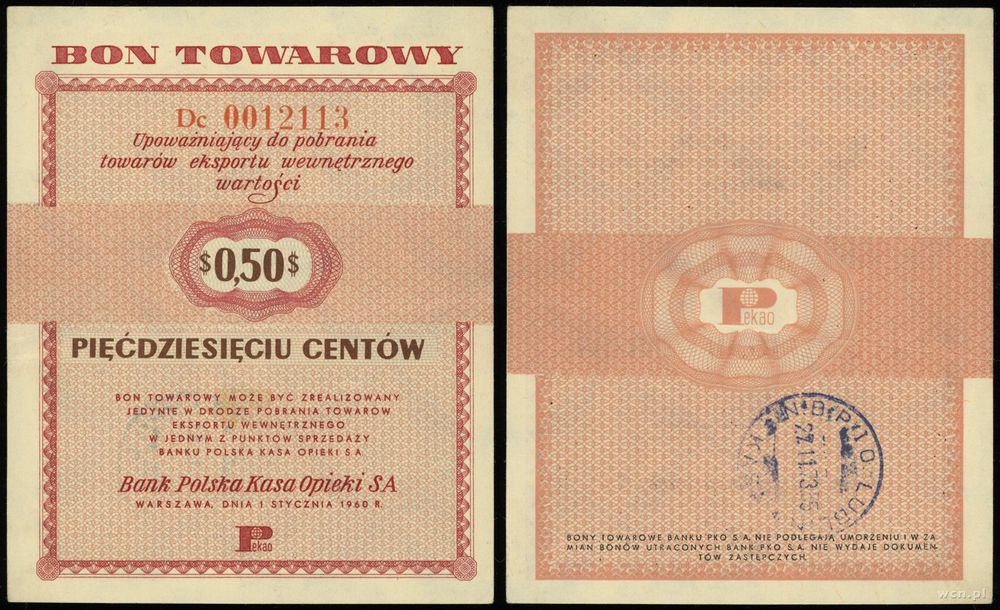 BON TOWAROWY
Dc 0012113
Upoważniający do pobrania
towarów eksportu wewnętrznego
wartości
$0,50$
PIĘĆDZIESIĘCIU CENTÓW
BON TOWAROWY MOŻE BYĆ ZREALIZOWANY
JEDYNIE W DRODZE POBRANIA TOWARÓW
EKSPORTU WEWNĘTRZNEGO
W JEDNYM Z PUNKTÓW SPRZEDAŻY
BANKU POLSKA KASA OPIEKI S.A.
Bank Polska Kasa Opieki SA
WARSZAWA, DNIA 1 STYCZNIA 1960 R.
Pekao
Pekao
BONY TOWAROWE BANKU PKO S.A. NIE PODLEGAJĄ UMORZENIU I W ZA
MIAN BONÓW UTRACONYCH BANK PKO S.A. NIE WYDAJE DOKUMEN-
TÓW ZASTĘPCZYCH.
wcn.pl